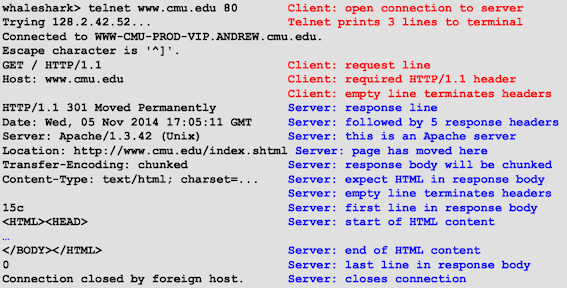 whaleshark> telnet www.cmu.edu 80 Client: open connection to server
Trying 128.2.42.52... Telnet prints 3 lines to terminal
Connected to WWW-CMU-PROD-VIP.ANDREW.cmu.edu.
Escape character is '^]'.
GET / HTTP/1.1 Client: request line
Host: www.cmu.edu Client: required HTTP/1.1 header
Client: empty line terminates headers
HTTP/1.1 301 Moved Permanently Server: response line
Date: Wed, 05 Nov 2014 17:05:11 GMT Server: followed by 5 response headers
Server: Apache/1.3.42 (Unix) Server: this is an Apache server
Location: http://www.cmu.edu/index.shtml Server: page has moved here
Transfer-Encoding: chunked Server: response body will be chunked
Content-Type: text/html; charset=... Server: expect HTML in response body
Server: empty line terminates headers
15c Server: first line in response body
<HTML><HEAD> Server: start of HTML content
…
</BODY></HTML> Server: end of HTML content
0 Server: last line in response body
Connection closed by foreign host. Server: closes connection